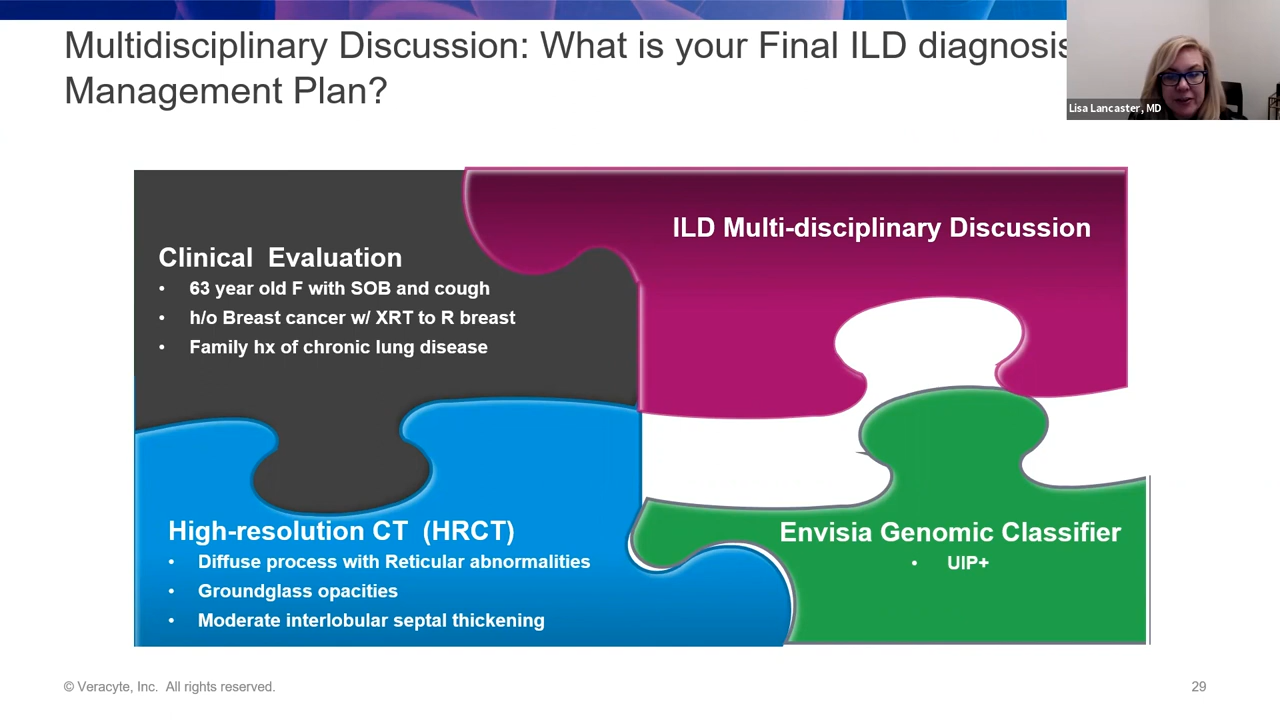 Multidisciplinary Discussion: What is your Final ILD diagnosis
Management Plan?
Lisa Lancaster, MD
ILD Multi-disciplinary Discussion
Clinical Evaluation
• 63 year old F with SOB and cough
• h/o Breast cancer w/ XRT to R breast
• Family hx of chronic lung disease
High-resolution CT (HRCT)
• Diffuse process with Reticular abnormalities
• Groundglass opacities
• Moderate interlobular septal thickening
Envisia Genomic Classifier
• UIP+
© Veracyte, Inc. All rights reserved.
29